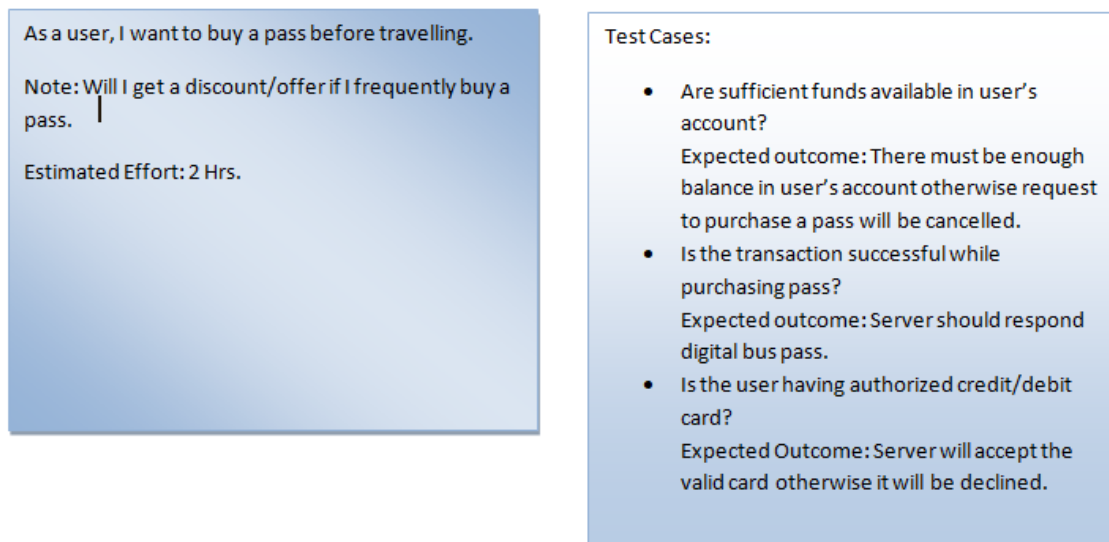 As a user, I want to buy a pass before travelling.
Note: Will I get a discount/offer if I frequently buy a
pass.
Estimated Effort: 2 Hrs.
Test Cases:
• Are sufficient funds available in user's
account?
Expected outcome: There must be enough
balance in user's account otherwise request
to purchase a pass will be cancelled.
• Is the transaction successful while
purchasing pass?
Expected outcome: Server should respond
digital bus pass.
• Is the user having authorized credit/debit
card?
Expected Outcome: Server will accept the
valid card otherwise it will be declined.